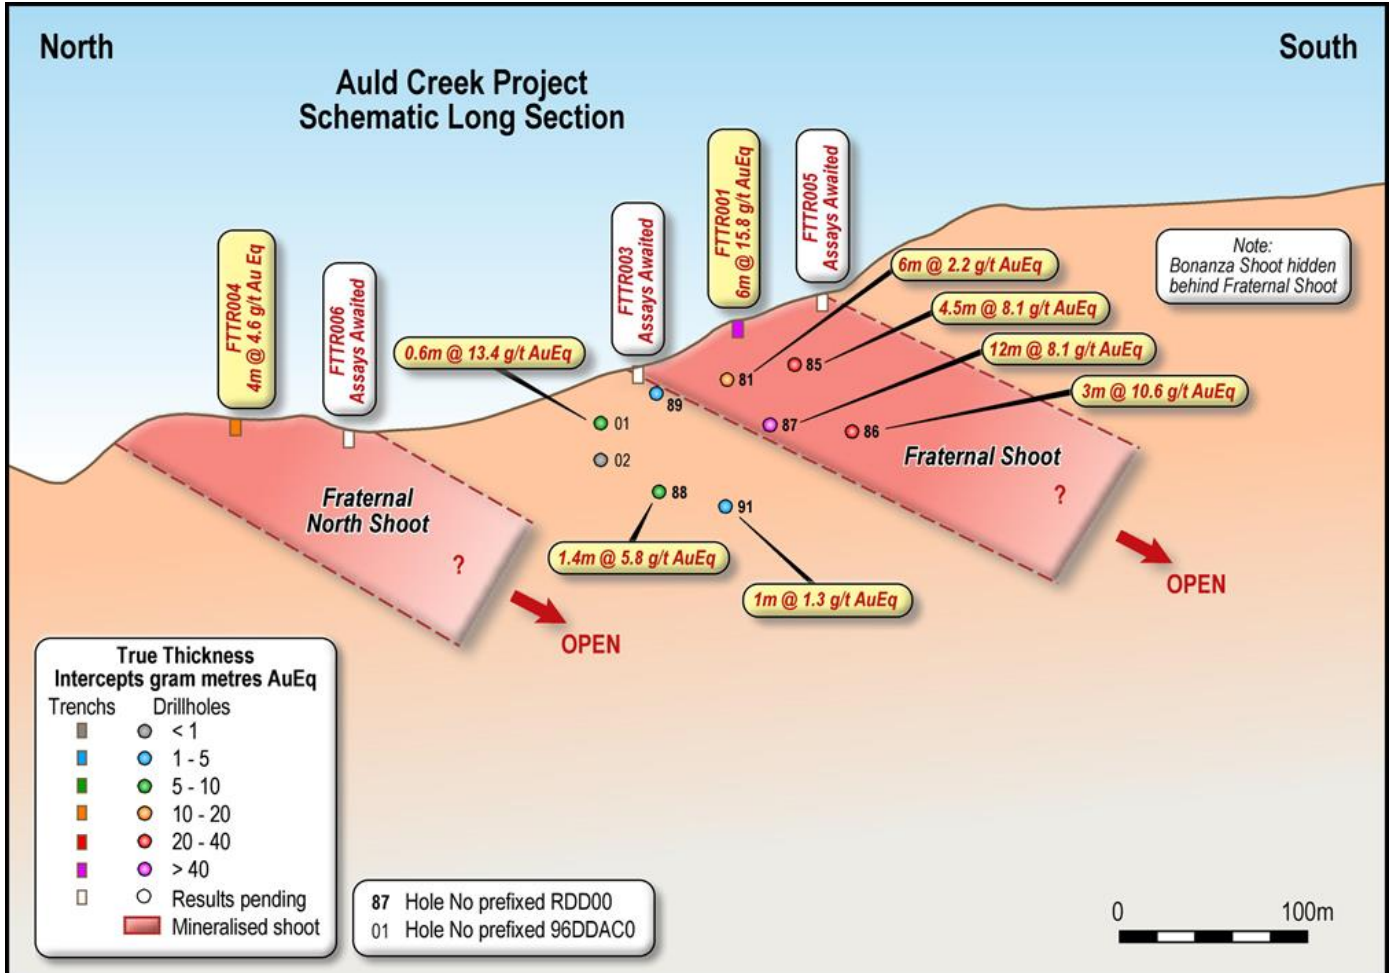 North
South
Auld Creek Project
Schematic Long Section
FTTR004
4m @ 4.6 g/t Au Eq
FTTR006
Assays Awaited
FTTR003
Assays Awaited
FTTR001
6m @ 15.8 g/t AuEq
FTTR005
Assays Awaited
Note:
Bonanza Shoot hidden
behind Fraternal Shoot
6m @ 2.2 g/t AuEq
4.5m @ 8.1 g/t AuEq
12m @ 8.1 g/t AuEq
3m @ 10.6 g/t AuEq
0.6m @ 13.4 g/t AuEq
81
85
89
01
87
86
02
88
91
Fraternal Shoot
?
Fraternal
North Shoot
?
1.4m @ 5.8 g/t AuEq
1m @ 1.3 g/t AuEq
OPEN
OPEN
True Thickness
Intercepts gram metres AuEq
Trenchs Drillholes
< 1
1 - 5
5 - 10
10 - 20
20 - 40
> 40
Results pending
Mineralised shoot
87 Hole No prefixed RDD00
01 Hole No prefixed 96DDAC0
0 100m